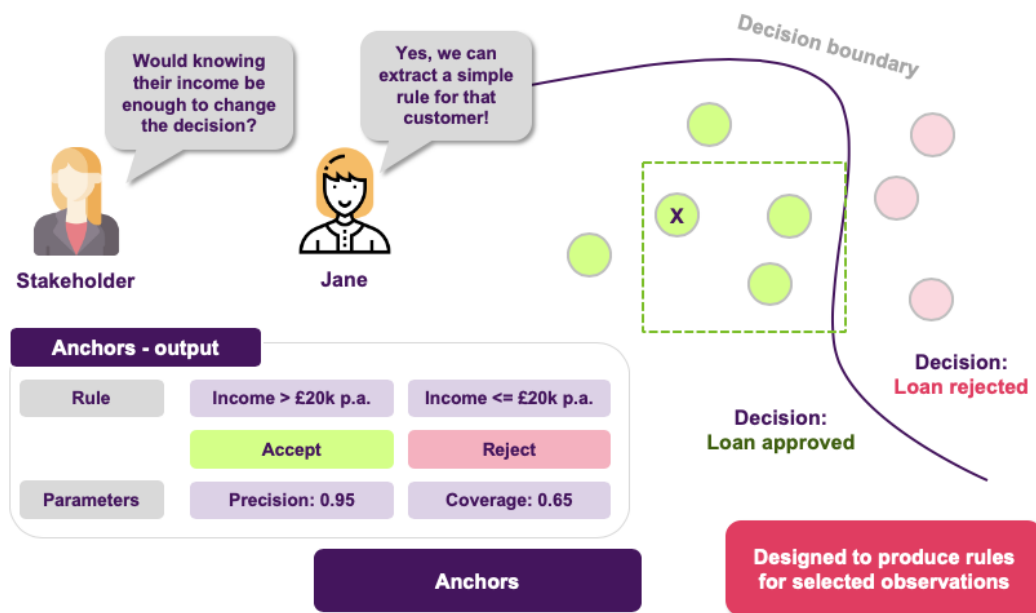 Would knowing
their income be
enough to change
the decision?
Yes, we can
extract a simple
rule for that
customer!
Decision boundary
X
Stakeholder
Jane
Anchors - output
Rule
Income > £20k p.a.
Income <= £20k p.a.
Accept
Reject
Parameters
Precision: 0.95
Coverage: 0.65
Decision:
Loan rejected
Decision:
Loan approved
Anchors
Designed to produce rules
for selected observations